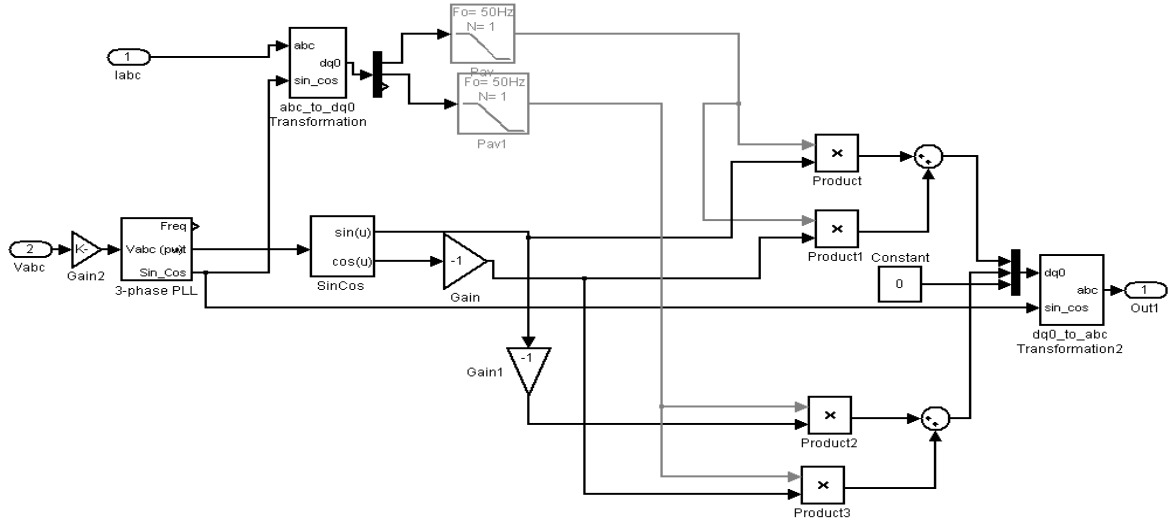 Fo= 50Hz
N= 1
Pav
1
Iabc
abc
dq0
sin_cos
abc_to_dq0
Transformation
Fo= 50Hz
N= 1
Pav1
×
Product
Freq
Vabc (pu)
Sin_Cos
3-phase PLL
2
Vabc
K-
Gain2
sin(u)
cos(u)
SinCos
-1
Gain
×
Product1
Constant
0
dq0
abc
sin_cos
dq0_to_abc
Transformation2
1
Out1
-1
Gain1
×
Product2
×
Product3